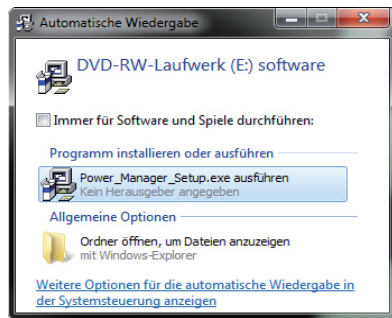 Automatische Wiedergabe
DVD-RW-Laufwerk (E:) software
Immer für Software und Spiele durchführen:
Programm installieren oder ausführen
Power_Manager_Setup.exe ausführen
Kein Herausgeber angegeben
Allgemeine Optionen
Ordner öffnen, um Dateien anzuzeigen
mit Windows-Explorer
Weitere Optionen für die automatische Wiedergabe in
der Systemsteuerung anzeigen